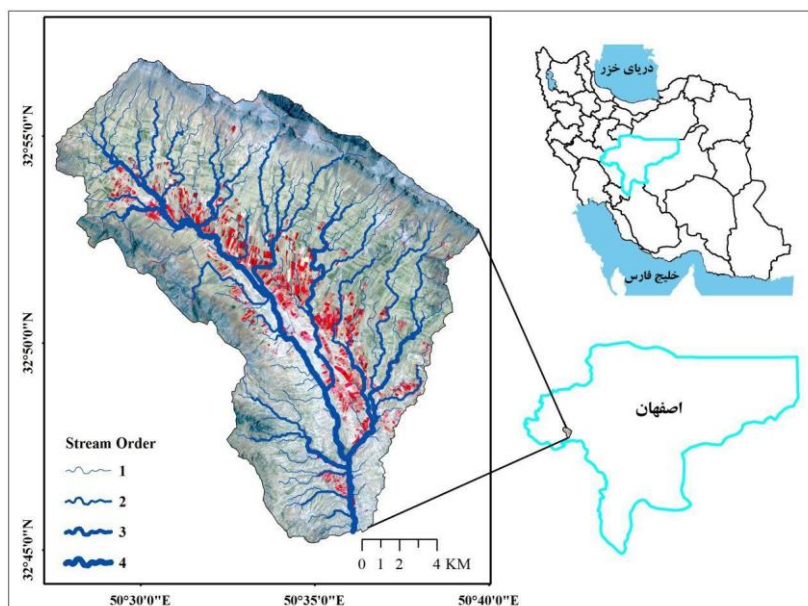 32°55'0"N
32°50'0"N
32°45'0"N
Stream Order
1
2
3
4
0 1 2 4 KM
50°30'0"E
50°35'0"E
50°40'0"E
دریای خزر
خلیج فارس
اصفهان